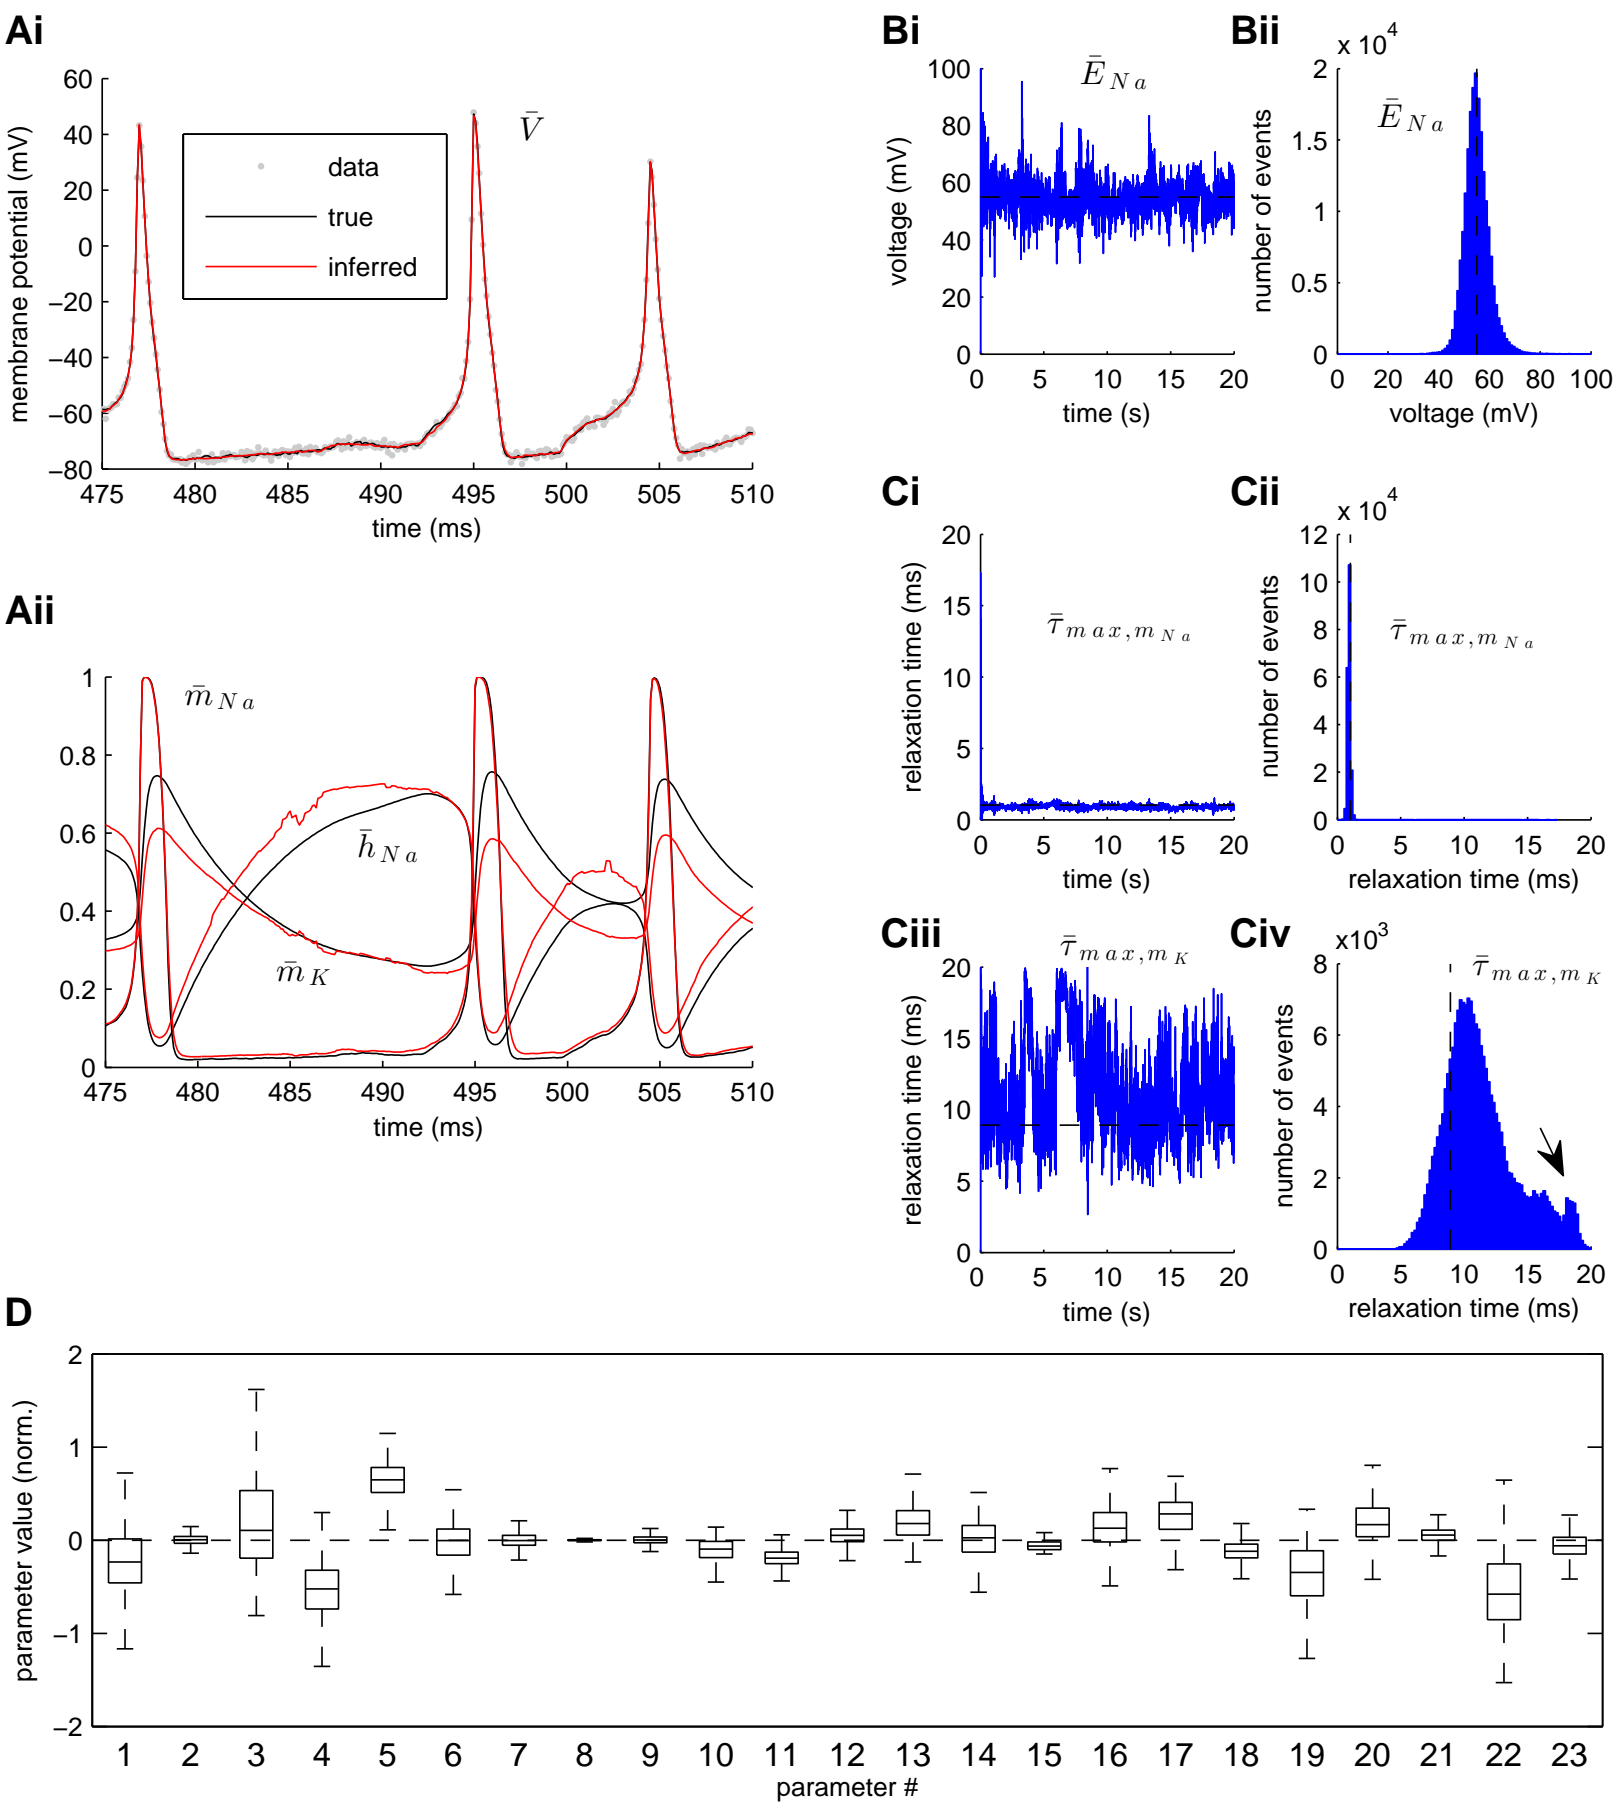 Ai
60
40
20
0
−20
−40
−60
−80
475 480 485 490 495 500 505 510
membrane potential (mV)
time (ms)
V̄
data
true
inferred
Aii
1
0.8
0.6
0.4
0.2
0
475 480 485 490 495 500 505 510
time (ms)
m̄ Na
h̄ Na
m̄ K
Bi
100
80
60
40
20
0
0 5 10 15 20
voltage (mV)
time (s)
Ē Na
Bii
x 10^4
2
1.5
1
0.5
0
0 20 40 60 80 100
number of events
voltage (mV)
Ē Na
Ci
20
15
10
5
0
0 5 10 15 20
relaxation time (ms)
time (s)
τ̄ max, m Na
Cii
x 10^4
12
10
8
6
4
2
0
0 5 10 15 20
number of events
relaxation time (ms)
τ̄ max, m Na
Ciii
20
15
10
5
0
0 5 10 15 20
relaxation time (ms)
time (s)
τ̄ max, m K
Civ
x10^3
8
6
4
2
0
0 5 10 15 20
number of events
relaxation time (ms)
τ̄ max, m K
D
2
1
0
−1
−2
parameter value (norm.)
1 2 3 4 5 6 7 8 9 10 11 12 13 14 15 16 17 18 19 20 21 22 23
parameter #